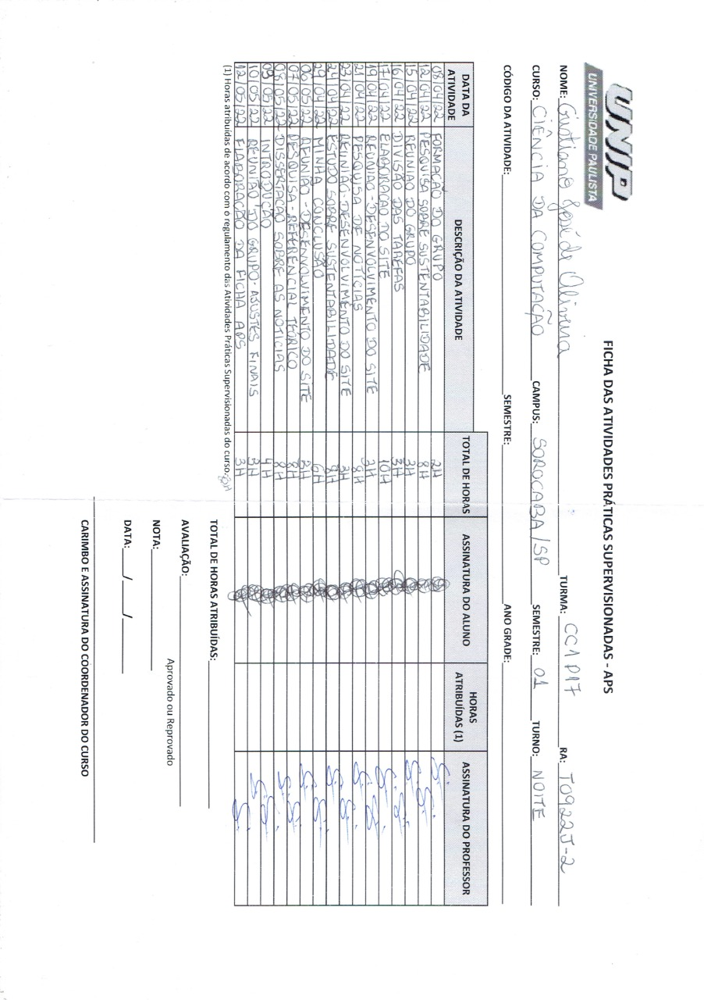 UNIP
UNIVERSIDADE PAULISTA
FICHA DAS ATIVIDADES PRÁTICAS SUPERVISIONADAS - APS
NOME: José de Oliveira TURMA: CC1P17 RA: T0922J-2
CURSO: CIÊNCIA DA COMPUTAÇÃO CAMPUS: SOROCABA/SP SEMESTRE: 01 TURNO: NOITE
CÓDIGO DA ATIVIDADE: SEMESTRE: ANO GRADE:
DATA DA ATIVIDADE DESCRIÇÃO DA ATIVIDADE TOTAL DE HORAS ASSINATURA DO ALUNO HORAS ATRIBUÍDAS (1) ASSINATURA DO PROFESSOR
08/04/22 FORMAÇÃO DO GRUPO 2H
12/04/22 PESQUISA SOBRE SUSTENTABILIDADE 8H
15/04/22 REUNIÃO DO GRUPO 3H
16/04/22 DIVISÃO DAS TAREFAS 3H
17/04/22 ELABORAÇÃO DO SITE 10H
19/04/22 REUNIÃO - DESENVOLVIMENTO DO SITE 3H
21/04/22 PESQUISA DE NOTÍCIAS 8H
23/04/22 REUNIÃO - DESENVOLVIMENTO DO SITE 3H
24/04/22 ESTUDO SOBRE SUSTENTABILIDADE 8H
29/04/22 MINHA CONCLUSÃO 6H
06/05/22 REUNIÃO - DESENVOLVIMENTO DO SITE 3H
07/05/22 PESQUISA - REFERENCIAL TEÓRICO 8H
08/05/22 DISSERTAÇÃO SOBRE AS NOTÍCIAS 8H
09/05/22 INTRODUÇÃO 4H
10/05/22 REUNIÃO DO GRUPO - AJUSTES FINAIS 3H
12/05/22 ELABORAÇÃO DA FICHA APS 3H
(1) Horas atribuídas de acordo com o regulamento das Atividades Práticas Supervisionadas do curso.
TOTAL DE HORAS ATRIBUÍDAS:
AVALIAÇÃO:
Aprovado ou Reprovado
NOTA:
DATA: / /
CARIMBO E ASSINATURA DO COORDENADOR DO CURSO